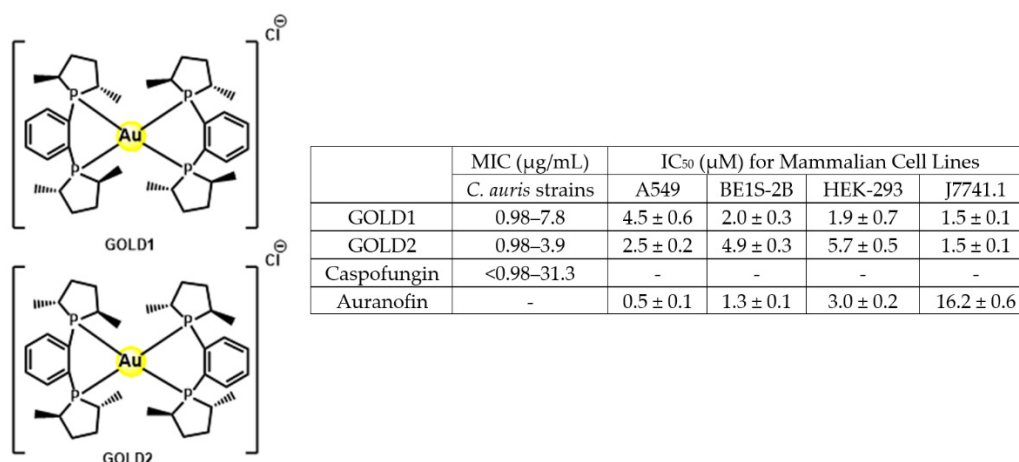 Cl⊖
P P
Au
P P
GOLD1
Cl⊖
P P
Au
P P
GOLD2
MIC (µg/mL) IC₅₀ (µM) for Mammalian Cell Lines
C. auris strains A549 BE1S-2B HEK-293 J7741.1
GOLD1 0.98–7.8 4.5 ± 0.6 2.0 ± 0.3 1.9 ± 0.7 1.5 ± 0.1
GOLD2 0.98–3.9 2.5 ± 0.2 4.9 ± 0.3 5.7 ± 0.5 1.5 ± 0.1
Caspofungin <0.98–31.3 - - - -
Auranofin - 0.5 ± 0.1 1.3 ± 0.1 3.0 ± 0.2 16.2 ± 0.6